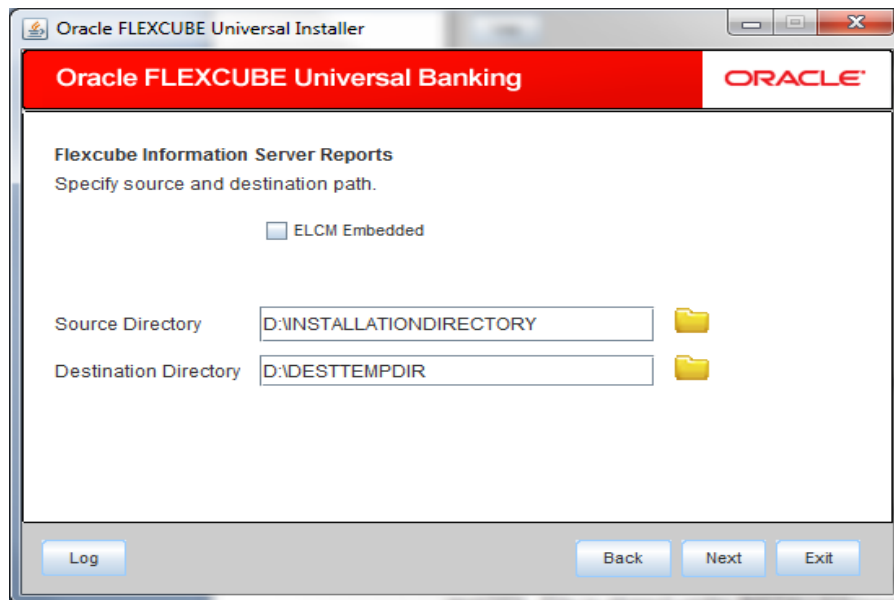 Oracle FLEXCUBE Universal Installer
Oracle FLEXCUBE Universal Banking
ORACLE
Flexcube Information Server Reports
Specify source and destination path.
ELCM Embedded
Source Directory D:\INSTALLATIONDIRECTORY
Destination Directory D:\DESTTEMPDIR
Log Back Next Exit